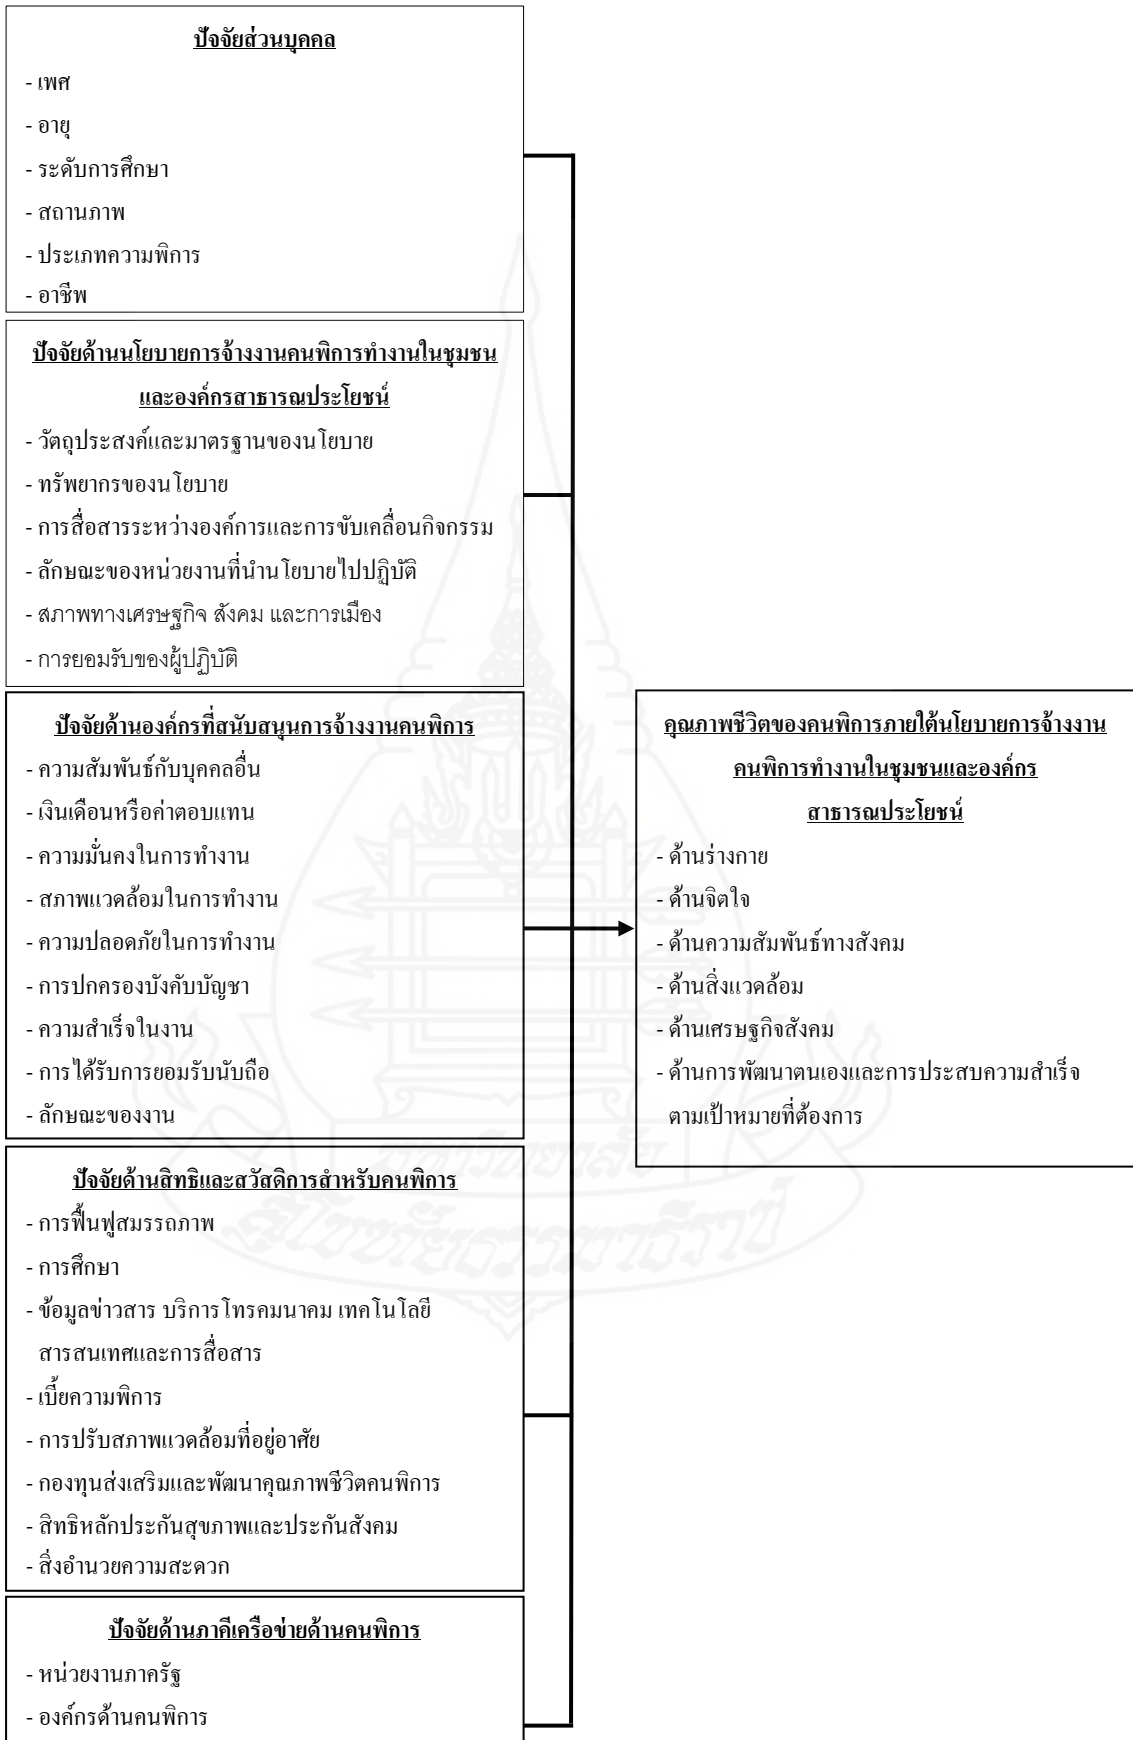 ปัจจัยส่วนบุคคล
- เพศ
- อายุ
- ระดับการศึกษา
- สถานภาพ
- ประเภทความพิการ
- อาชีพ
ปัจจัยด้านนโยบายการจ้างงานคนพิการทำงานในชุมชน
และองค์กรสาธารณประโยชน์
- วัตถุประสงค์และมาตรฐานของนโยบาย
- ทรัพยากรของนโยบาย
- การสื่อสารระหว่างองค์การและการขับเคลื่อนกิจกรรม
- ลักษณะของหน่วยงานที่นำนโยบายไปปฏิบัติ
- สภาพทางเศรษฐกิจ สังคม และการเมือง
- การยอมรับของผู้ปฏิบัติ
ปัจจัยด้านองค์กรที่สนับสนุนการจ้างงานคนพิการ
- ความสัมพันธ์กับบุคคลอื่น
- เงินเดือนหรือค่าตอบแทน
- ความมั่นคงในการทำงาน
- สภาพแวดล้อมในการทำงาน
- ความปลอดภัยในการทำงาน
- การปกครองบังคับบัญชา
- ความสำเร็จในงาน
- การได้รับการยอมรับนับถือ
- ลักษณะของงาน
ปัจจัยด้านสิทธิและสวัสดิการสำหรับคนพิการ
- การฟื้นฟูสมรรถภาพ
- การศึกษา
- ข้อมูลข่าวสาร บริการโทรคมนาคม เทคโนโลยี
สารสนเทศและการสื่อสาร
- เบี้ยความพิการ
- การปรับสภาพแวดล้อมที่อยู่อาศัย
- กองทุนส่งเสริมและพัฒนาคุณภาพชีวิตคนพิการ
- สิทธิหลักประกันสุขภาพและประกันสังคม
- สิ่งอำนวยความสะดวก
ปัจจัยด้านภาคีเครือข่ายด้านคนพิการ
- หน่วยงานภาครัฐ
- องค์กรด้านคนพิการ
คุณภาพชีวิตของคนพิการภายใต้นโยบายการจ้างงาน
คนพิการทำงานในชุมชนและองค์กร
สาธารณประโยชน์
- ด้านร่างกาย
- ด้านจิตใจ
- ด้านความสัมพันธ์ทางสังคม
- ด้านสิ่งแวดล้อม
- ด้านเศรษฐกิจสังคม
- ด้านการพัฒนาตนเองและการประสบความสำเร็จ
ตามเป้าหมายที่ต้องการ
มหาวิทยาลัย
สุโขทัยธรรมาธิราช